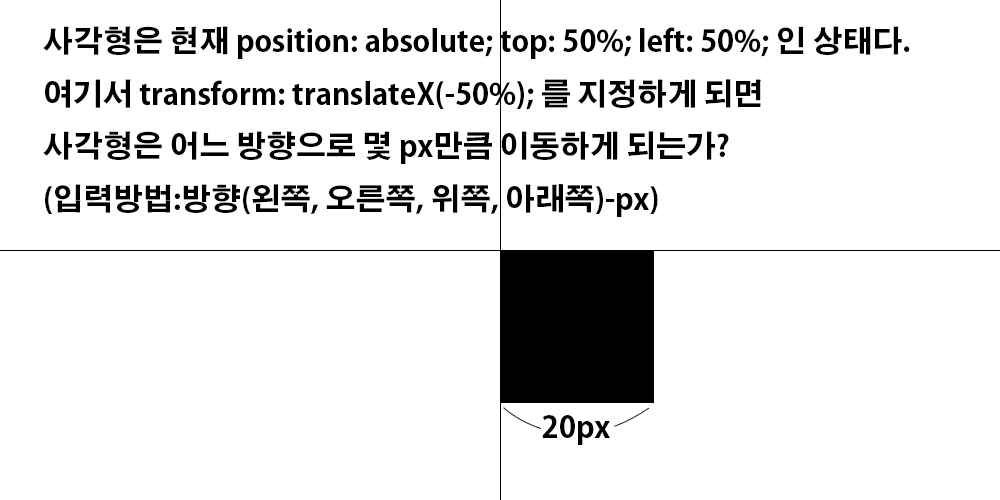 사각형은 현재 position: absolute; top: 50%; left: 50%; 인 상태다.
여기서 transform: translateX(-50%); 를 지정하게 되면
사각형은 어느 방향으로 몇 px만큼 이동하게 되는가?
(입력방법:방향(왼쪽, 오른쪽, 위쪽, 아래쪽)-px)
20px